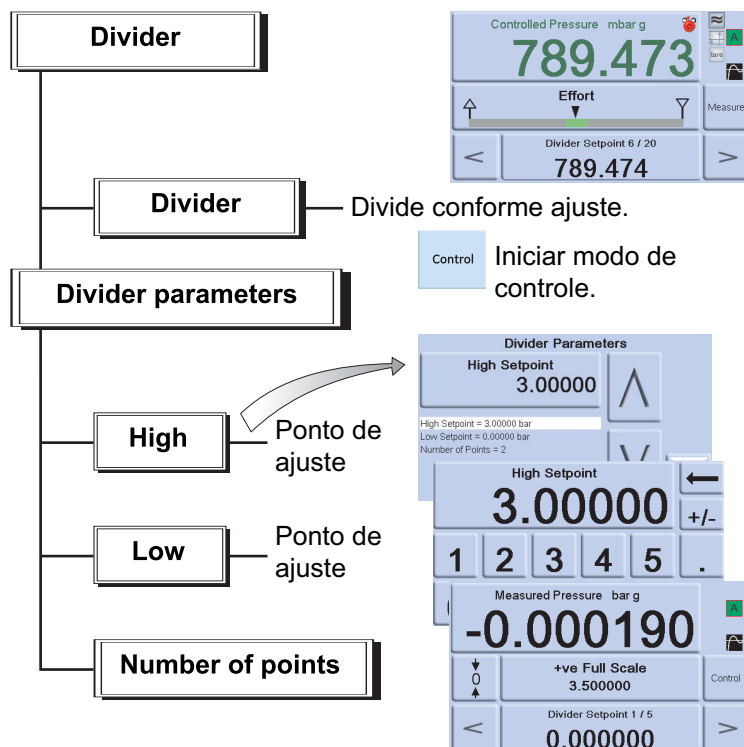 Divider
Controlled Pressure mbar g
789.473
A
tare
Effort
Measure
Divider Setpoint 6 / 20
<
789.474
>
Divider
Divide conforme ajuste.
Control
Iniciar modo de
controle.
Divider parameters
Divider Parameters
High Setpoint
3.00000
High Setpoint = 3.00000 bar
Low Setpoint = 0.00000 bar
Number of Points = 2
High
Ponto de
ajuste
High Setpoint
3.00000
+/-
1 2 3 4 5 .
Low
Ponto de
ajuste
Measured Pressure bar g
-0.000190
A
Number of points
0
+ve Full Scale
3.500000
Control
Divider Setpoint 1 / 5
<
0.000000
>